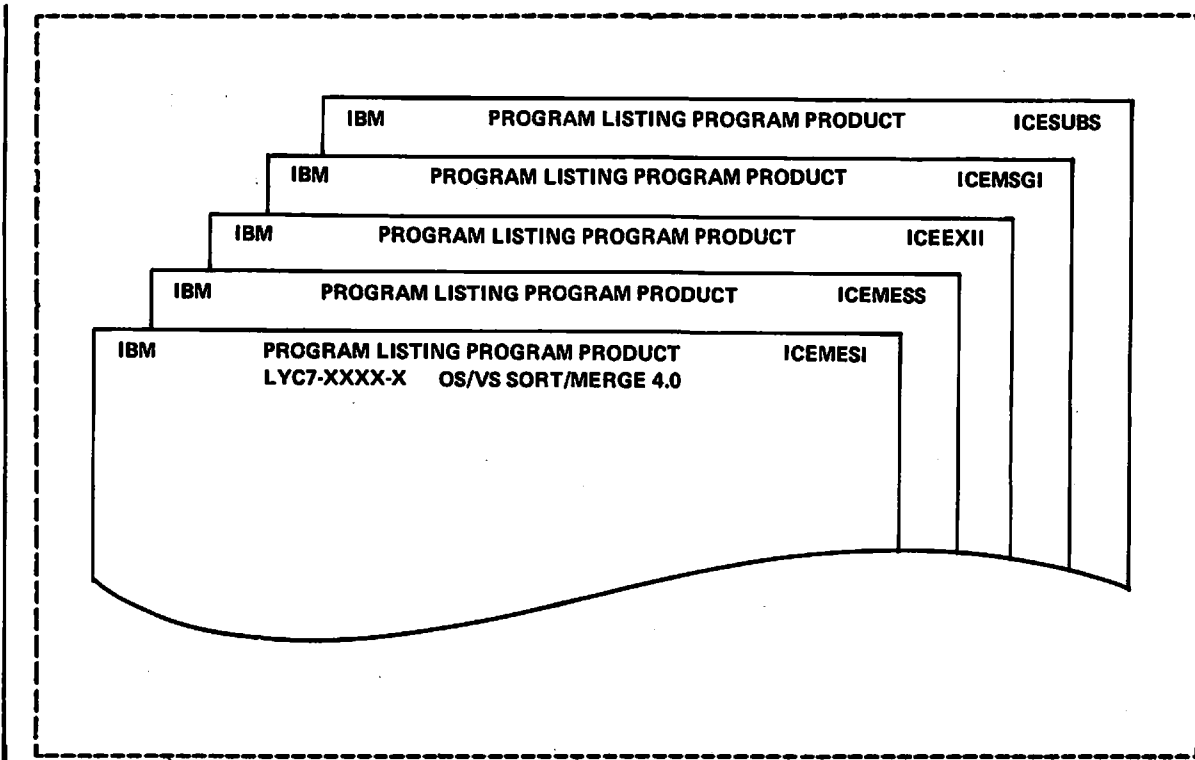 IBM PROGRAM LISTING PROGRAM PRODUCT ICESUBS
IBM PROGRAM LISTING PROGRAM PRODUCT ICEMSGI
IBM PROGRAM LISTING PROGRAM PRODUCT ICEEXII
IBM PROGRAM LISTING PROGRAM PRODUCT ICEMESS
IBM PROGRAM LISTING PROGRAM PRODUCT ICEMESI
LYC7-XXXX-X OS/VS SORT/MERGE 4.0